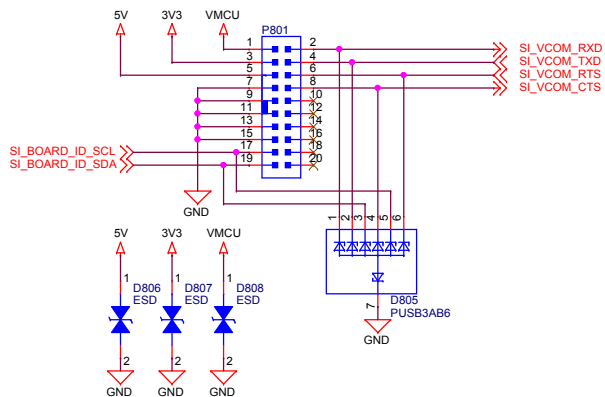 5V 3V3 VMCU P801
1 2 SI_VCOM_RXD
3 4 SI_VCOM_TXD
5 6 SI_VCOM_RTS
7 8 SI_VCOM_CTS
9 10
11 12
13 14
15 16
SI_BOARD_ID_SCL 17 18
SI_BOARD_ID_SDA 19 20
GND
1 2 3 4 5 6
5V 3V3 VMCU
1 D806 ESD
1 D807 ESD
1 D808 ESD
7 D805
PUSB3AB6
GND
2 2 2
GND GND GND